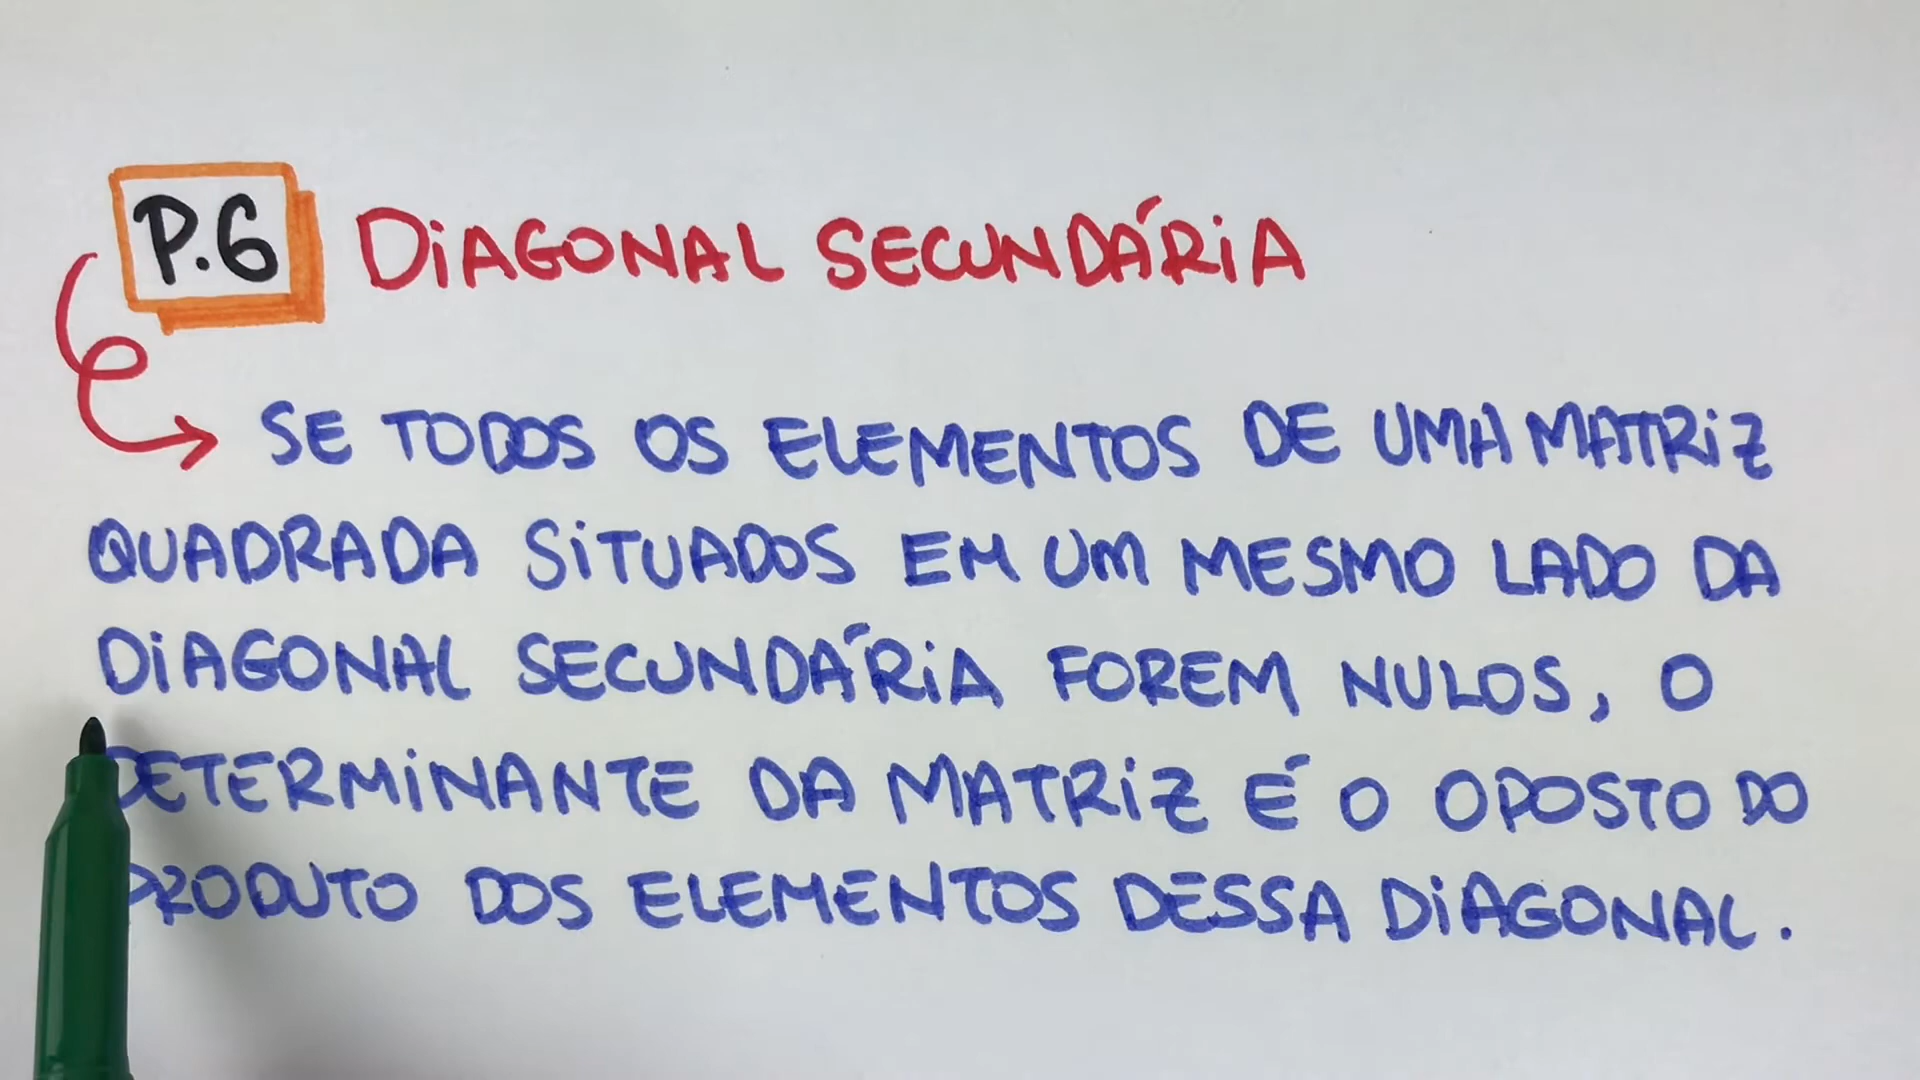 P.6 DIAGONAL SECUNDÁRIA
SE TODOS OS ELEMENTOS DE UMA MATRIZ
QUADRADA SITUADOS EM UM MESMO LADO DA
DIAGONAL SECUNDÁRIA FOREM NULOS, O
DETERMINANTE DA MATRIZ É O OPOSTO DO
PRODUTO DOS ELEMENTOS DESSA DIAGONAL.